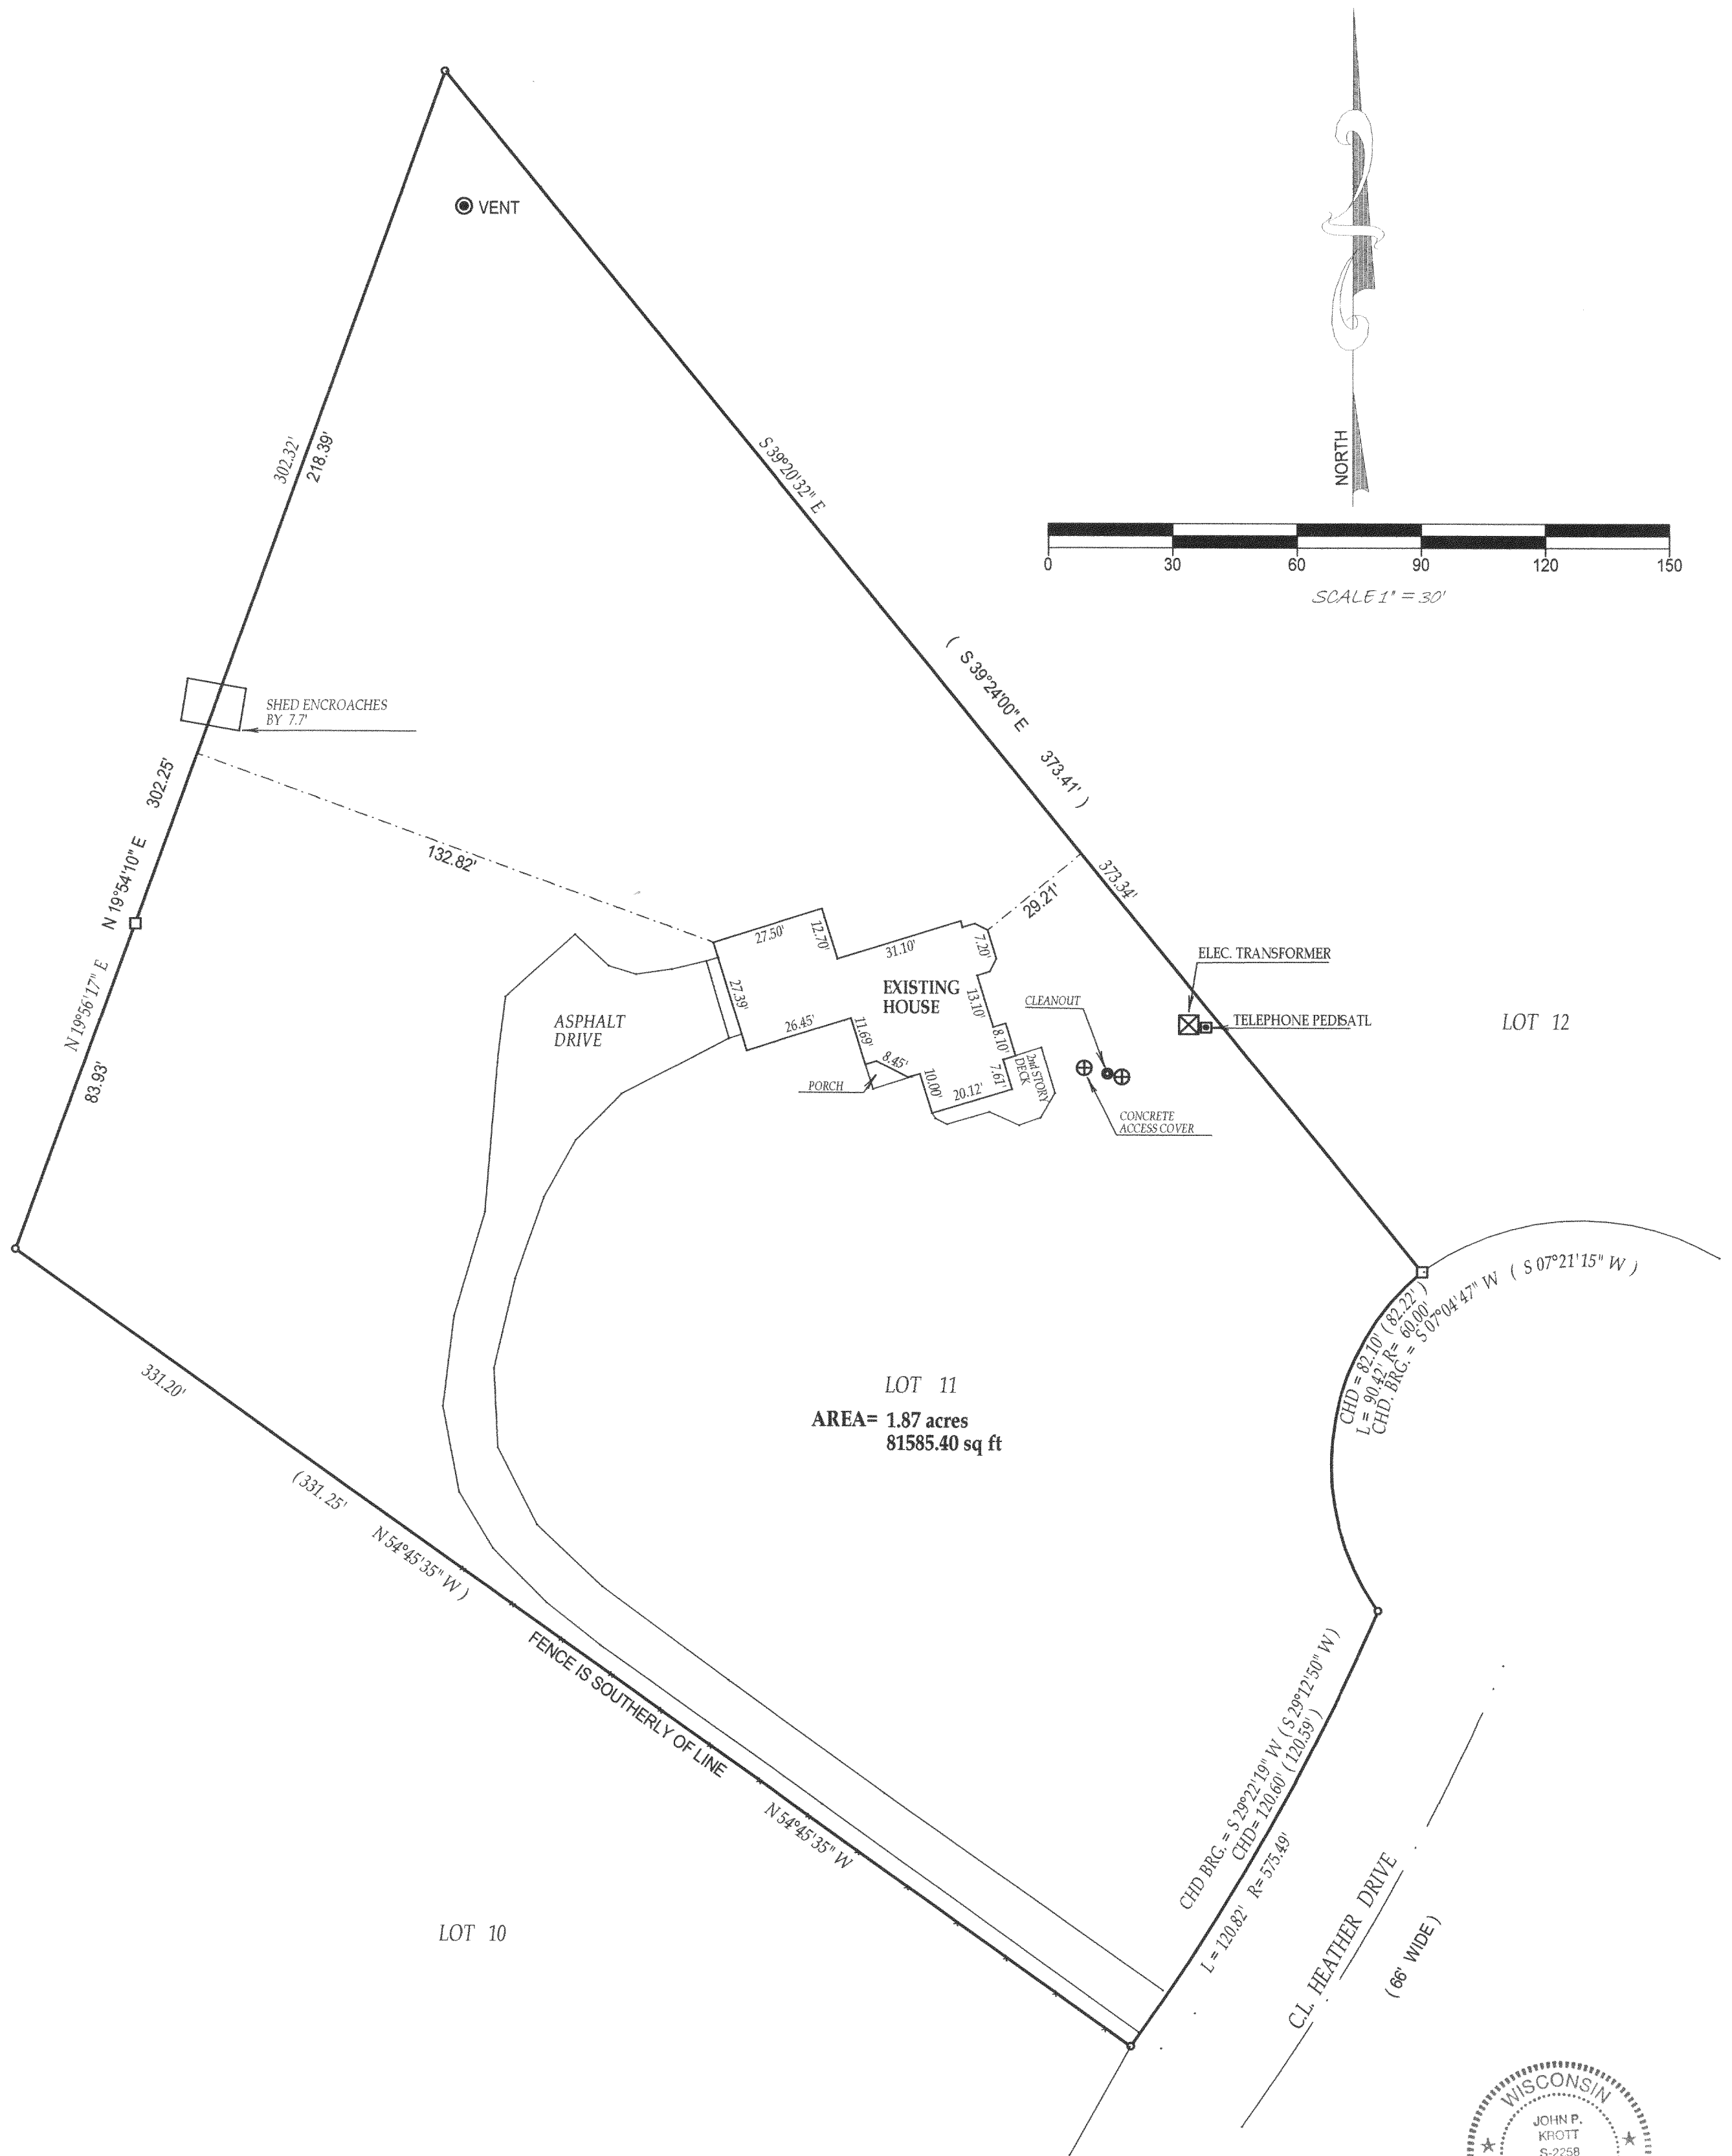 VENT
NORTH
0 30 60 90 120 150
SCALE 1" = 30'
302.32'
218.39'
S 39°20'32" E
( S 39°24'00" E 373.41' )
373.34'
SHED ENCROACHES
BY 7.7'
302.25'
N 19°54'10" E
N 19°56'17" E
83.93'
132.82'
29.21'
27.50'
12.70'
31.10'
7.20'
27.39'
EXISTING
HOUSE
13.10'
26.45'
11.69'
8.45'
8.10'
7.61'
10.00'
20.12'
2nd STORY
DECK
PORCH
ASPHALT
DRIVE
CLEANOUT
ELEC. TRANSFORMER
TELEPHONE PEDISATL
CONCRETE
ACCESS COVER
LOT 12
CHD = 82.10' ( 82.22' )
L = 90.42' R= 60.00'
CHD. BRG. = S 07°04'47" W ( S 07°21'15" W )
LOT 11
AREA= 1.87 acres
81585.40 sq ft
331.20'
( 331.25'
N 54°45'35" W )
FENCE IS SOUTHERLY OF LINE
N 54°45'35" W
CHD BRG. = S 29°22'19" W ( S 29°12'50" W )
CHD= 120.60' ( 120.59' )
L = 120.82' R= 575.49'
C.L. HEATHER DRIVE
( 66' WIDE )
LOT 10
WISCONSIN
JOHN P.
KROTT
S-2258